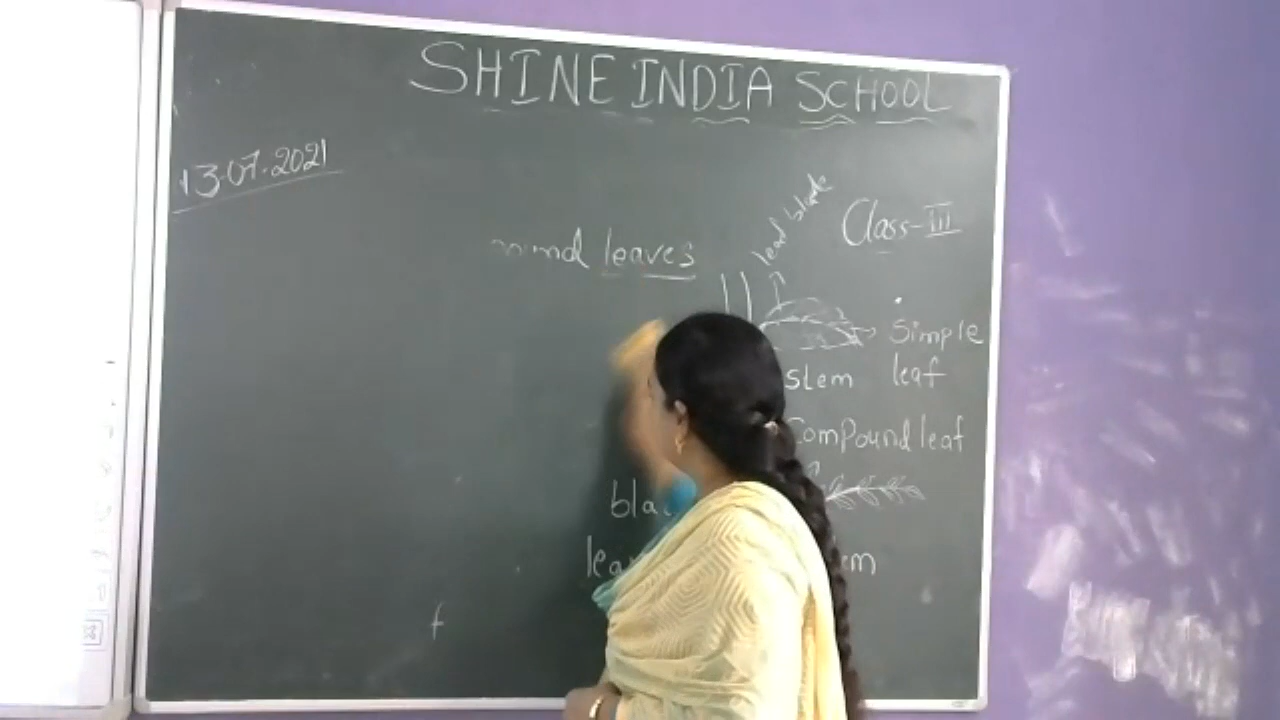 SHINE INDIA SCHOOL
13.07.2021
Class-III
leaf blade
leaves
Simple
leaf
stem
Compound leaf
f